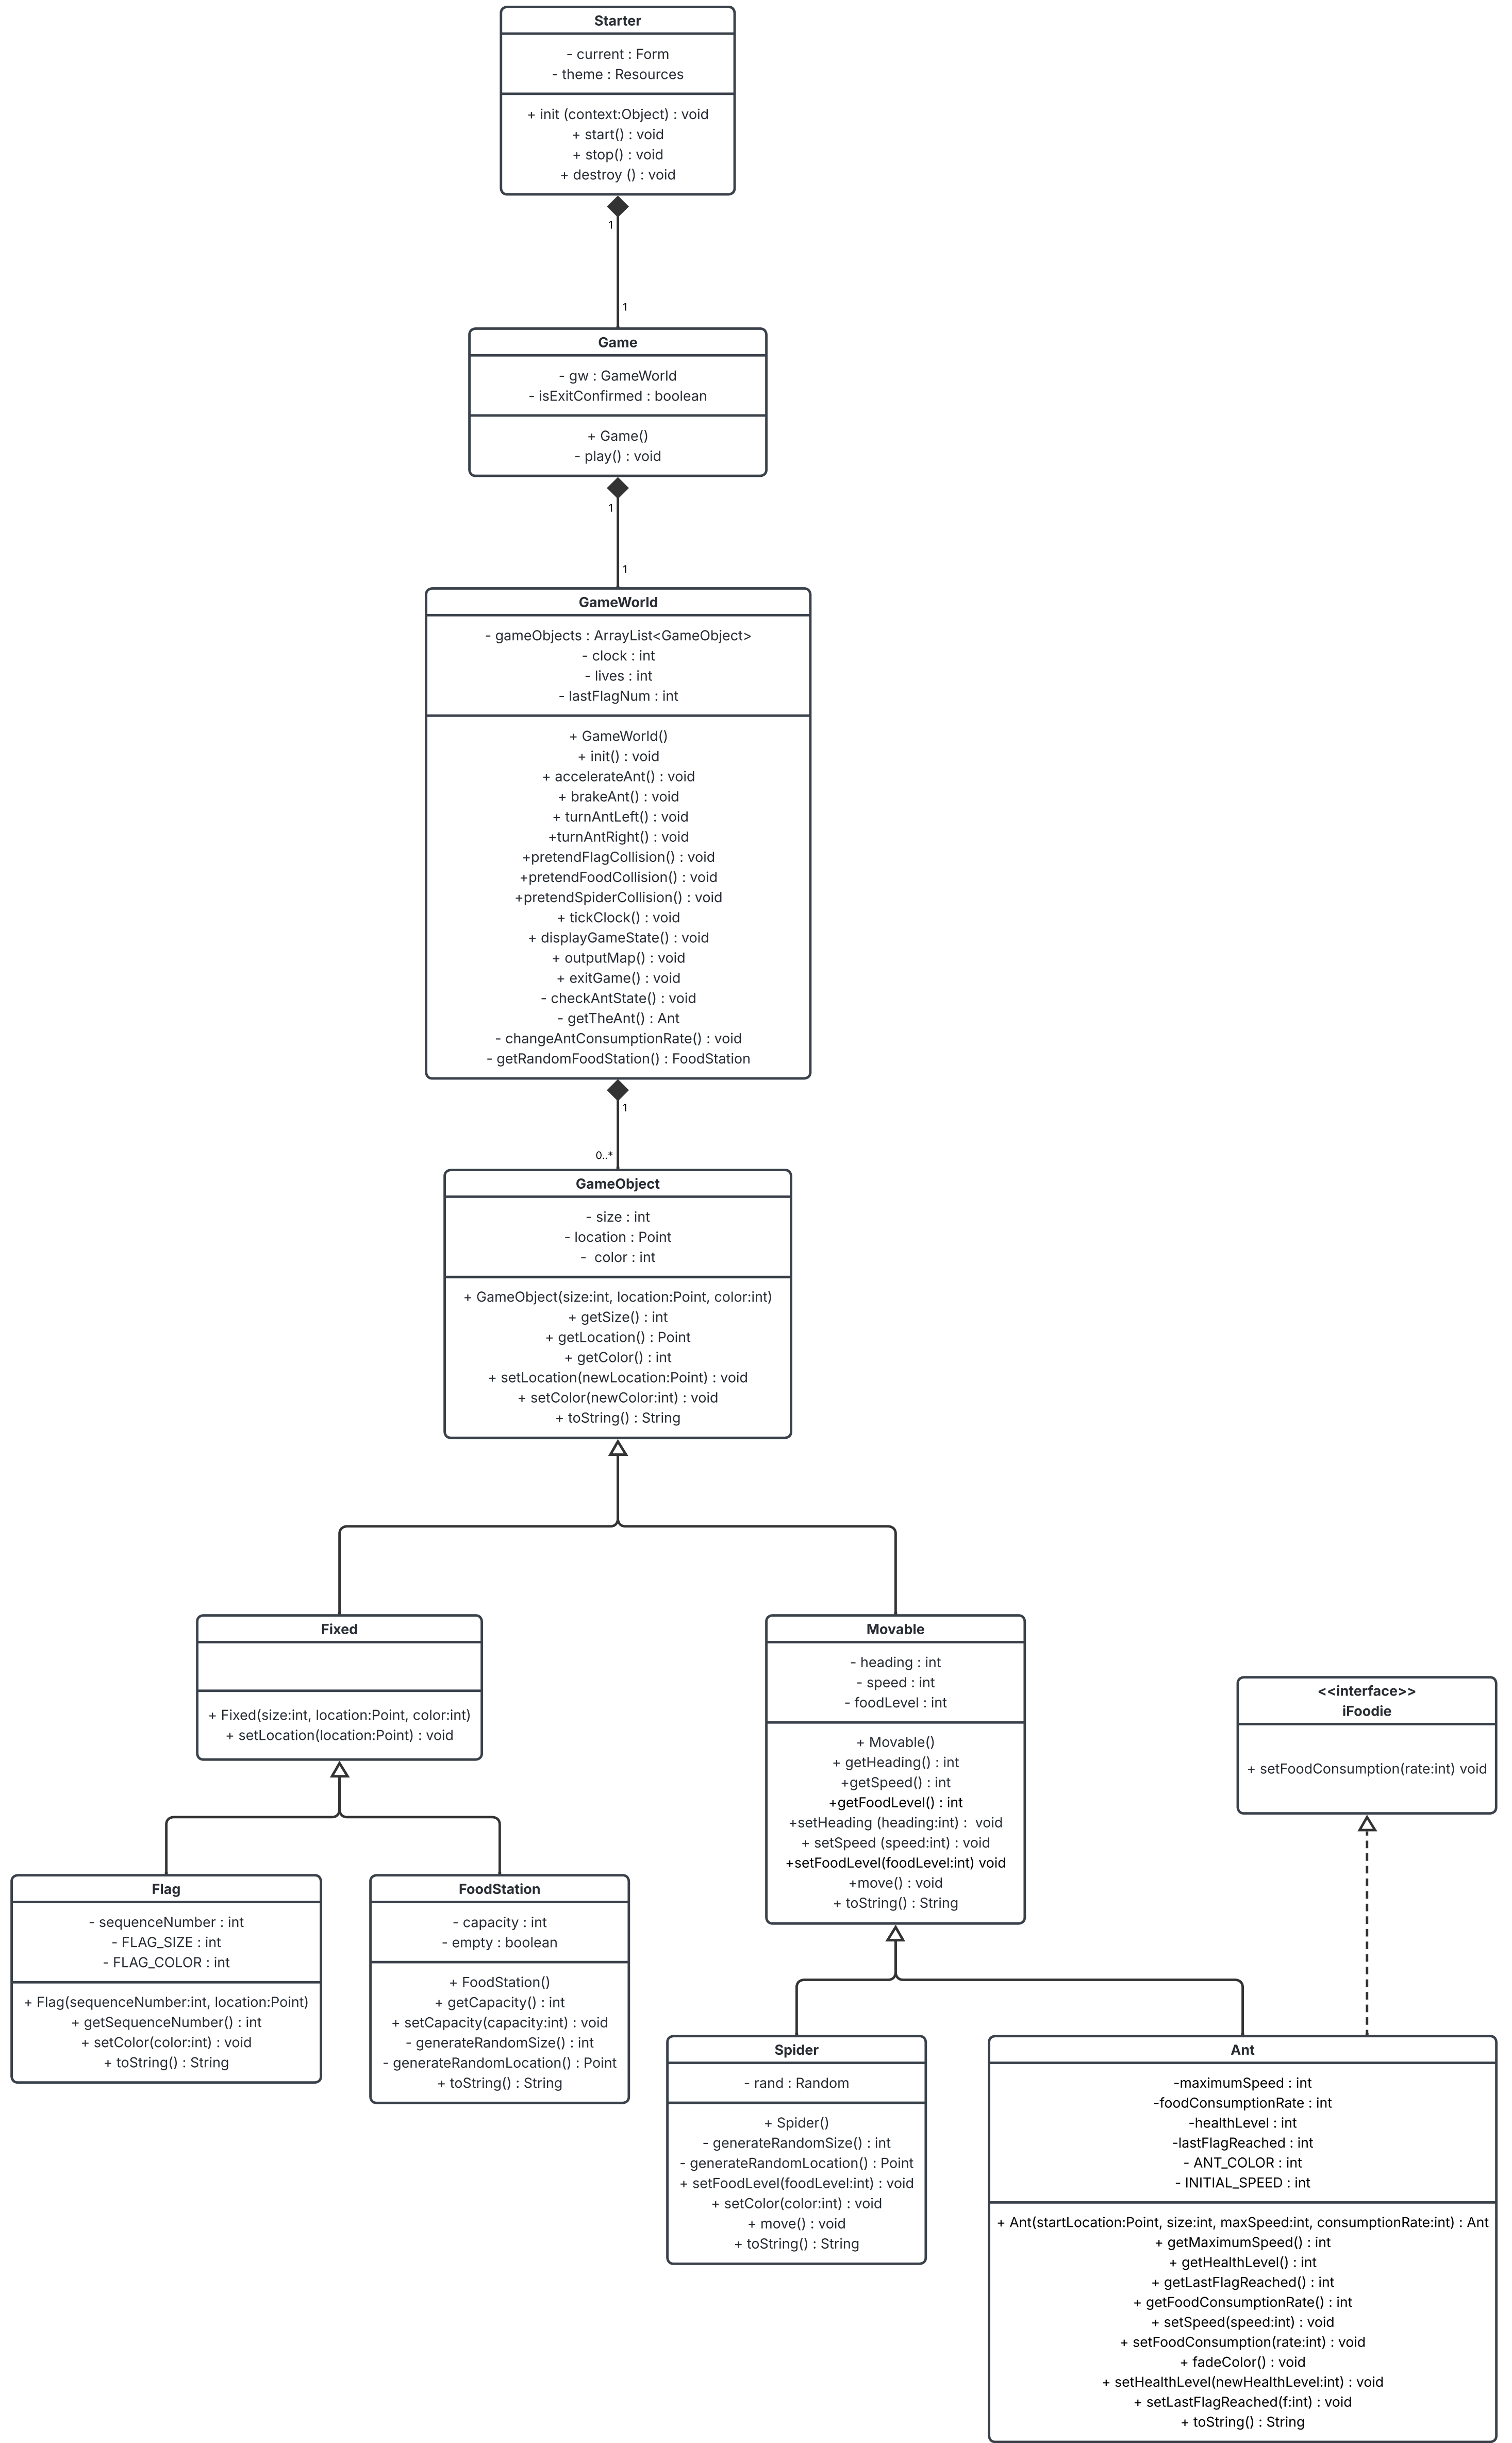 Starter
- current : Form
- theme : Resources
+ init (context:Object) : void
+ start() : void
+ stop() : void
+ destroy () : void
1
1
Game
- gw : GameWorld
- isExitConfirmed : boolean
+ Game()
- play() : void
1
1
GameWorld
- gameObjects : ArrayList<GameObject>
- clock : int
- lives : int
- lastFlagNum : int
+ GameWorld()
+ init() : void
+ accelerateAnt() : void
+ brakeAnt() : void
+ turnAntLeft() : void
+turnAntRight() : void
+pretendFlagCollision() : void
+pretendFoodCollision() : void
+pretendSpiderCollision() : void
+ tickClock() : void
+ displayGameState() : void
+ outputMap() : void
+ exitGame() : void
- checkAntState() : void
- getTheAnt() : Ant
- changeAntConsumptionRate() : void
- getRandomFoodStation() : FoodStation
1
0..*
GameObject
- size : int
- location : Point
-  color : int
+ GameObject(size:int, location:Point, color:int)
+ getSize() : int
+ getLocation() : Point
+ getColor() : int
+ setLocation(newLocation:Point) : void
+ setColor(newColor:int) : void
+ toString() : String
Fixed
+ Fixed(size:int, location:Point, color:int)
+ setLocation(location:Point) : void
Movable
- heading : int
- speed : int
- foodLevel : int
+ Movable()
+ getHeading() : int
+getSpeed() : int
+getFoodLevel() : int
+setHeading (heading:int) :  void
+ setSpeed (speed:int) : void
+setFoodLevel(foodLevel:int) void
+move() : void
+ toString() : String
<<interface>>
iFoodie
+ setFoodConsumption(rate:int) void
Flag
- sequenceNumber : int
- FLAG_SIZE : int
- FLAG_COLOR : int
+ Flag(sequenceNumber:int, location:Point)
+ getSequenceNumber() : int
+ setColor(color:int) : void
+ toString() : String
FoodStation
- capacity : int
- empty : boolean
+ FoodStation()
+ getCapacity() : int
+ setCapacity(capacity:int) : void
- generateRandomSize() : int
- generateRandomLocation() : Point
+ toString() : String
Spider
- rand : Random
+ Spider()
- generateRandomSize() : int
- generateRandomLocation() : Point
+ setFoodLevel(foodLevel:int) : void
+ setColor(color:int) : void
+ move() : void
+ toString() : String
Ant
-maximumSpeed : int
-foodConsumptionRate : int
-healthLevel : int
-lastFlagReached : int
- ANT_COLOR : int
- INITIAL_SPEED : int
+ Ant(startLocation:Point, size:int, maxSpeed:int, consumptionRate:int) : Ant
+ getMaximumSpeed() : int
+ getHealthLevel() : int
+ getLastFlagReached() : int
+ getFoodConsumptionRate() : int
+ setSpeed(speed:int) : void
+ setFoodConsumption(rate:int) : void
+ fadeColor() : void
+ setHealthLevel(newHealthLevel:int) : void
+ setLastFlagReached(f:int) : void
+ toString() : String